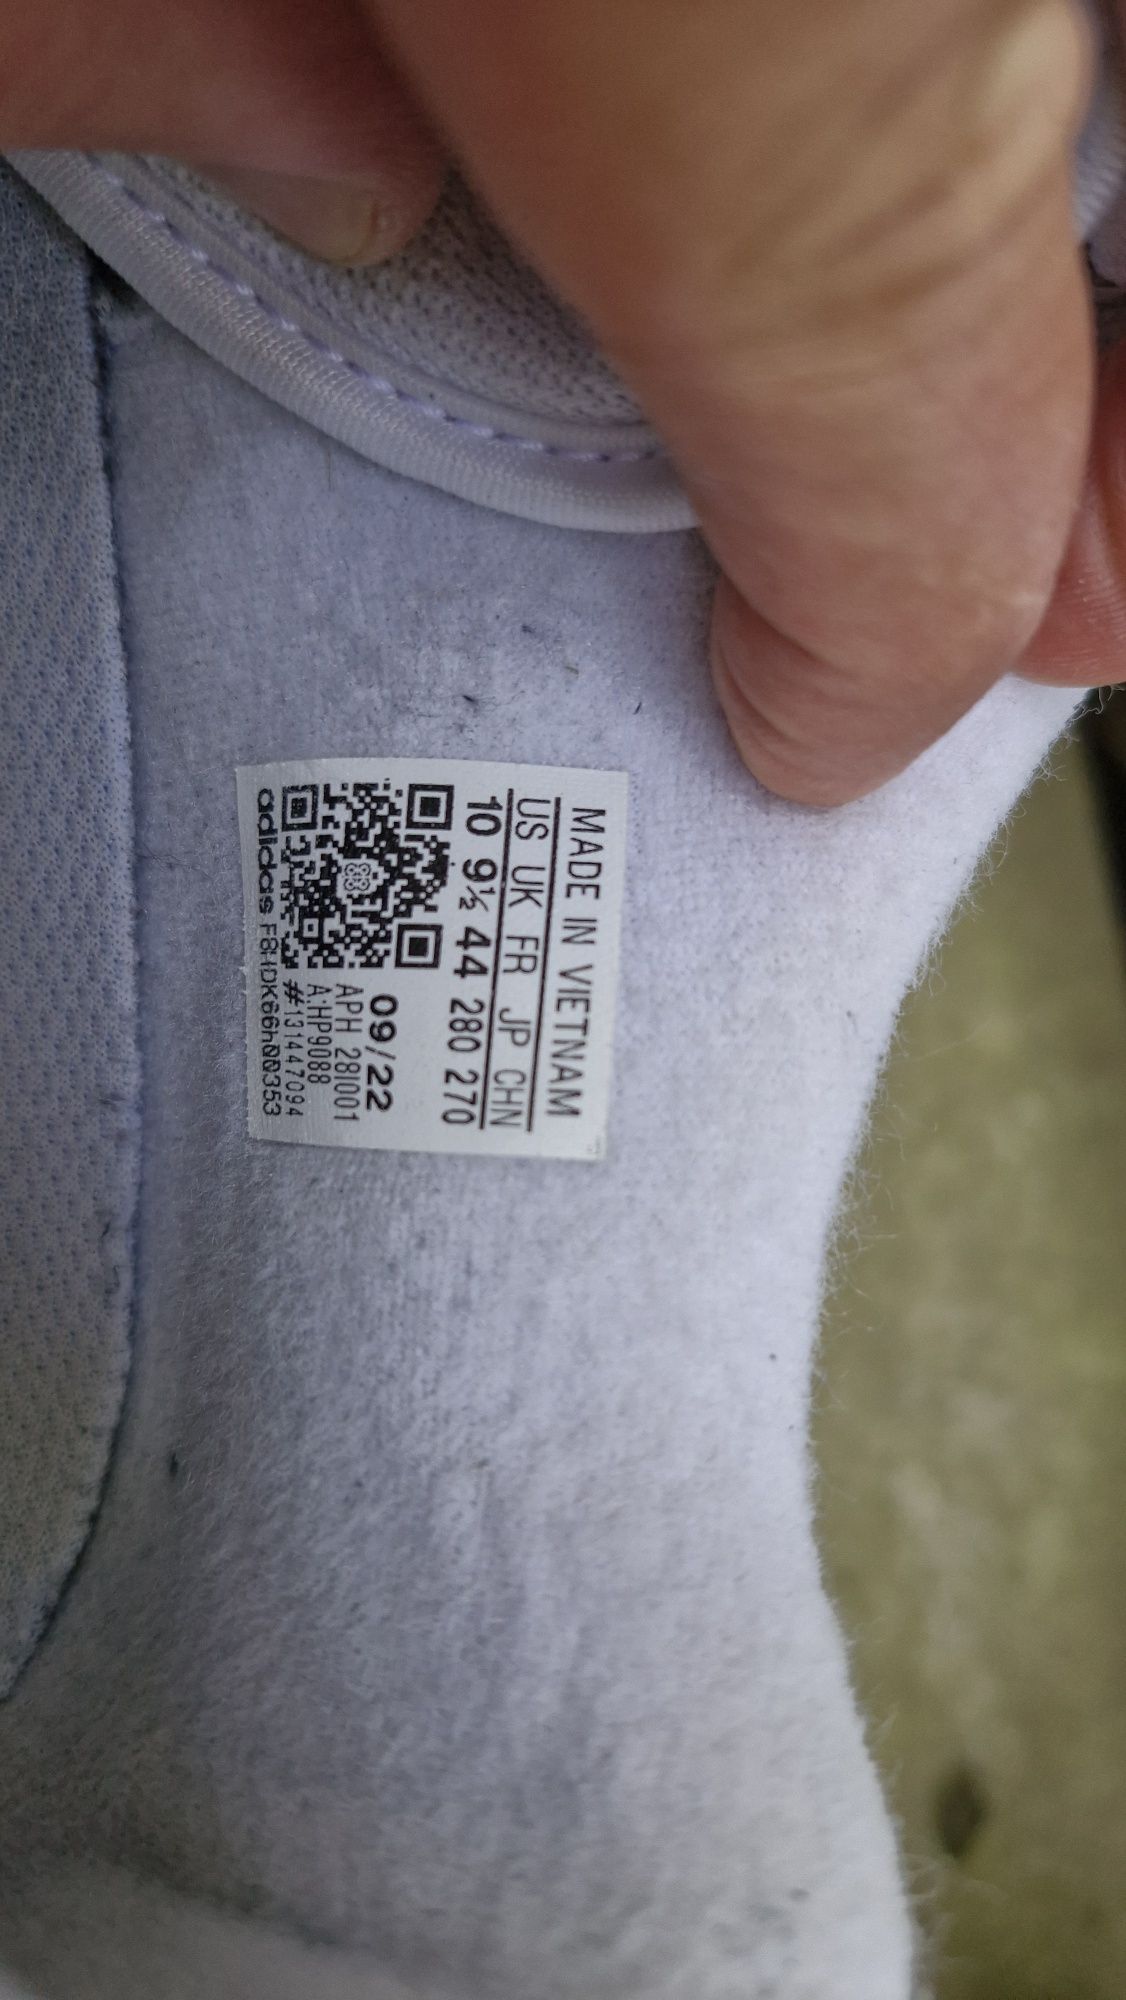 MADE IN VIETNAM
US UK FR JP CHN
10 9½ 44 280 270
09/22
APH 28I001
A:HP9088
#131447094
adidas F8HDK66h00353